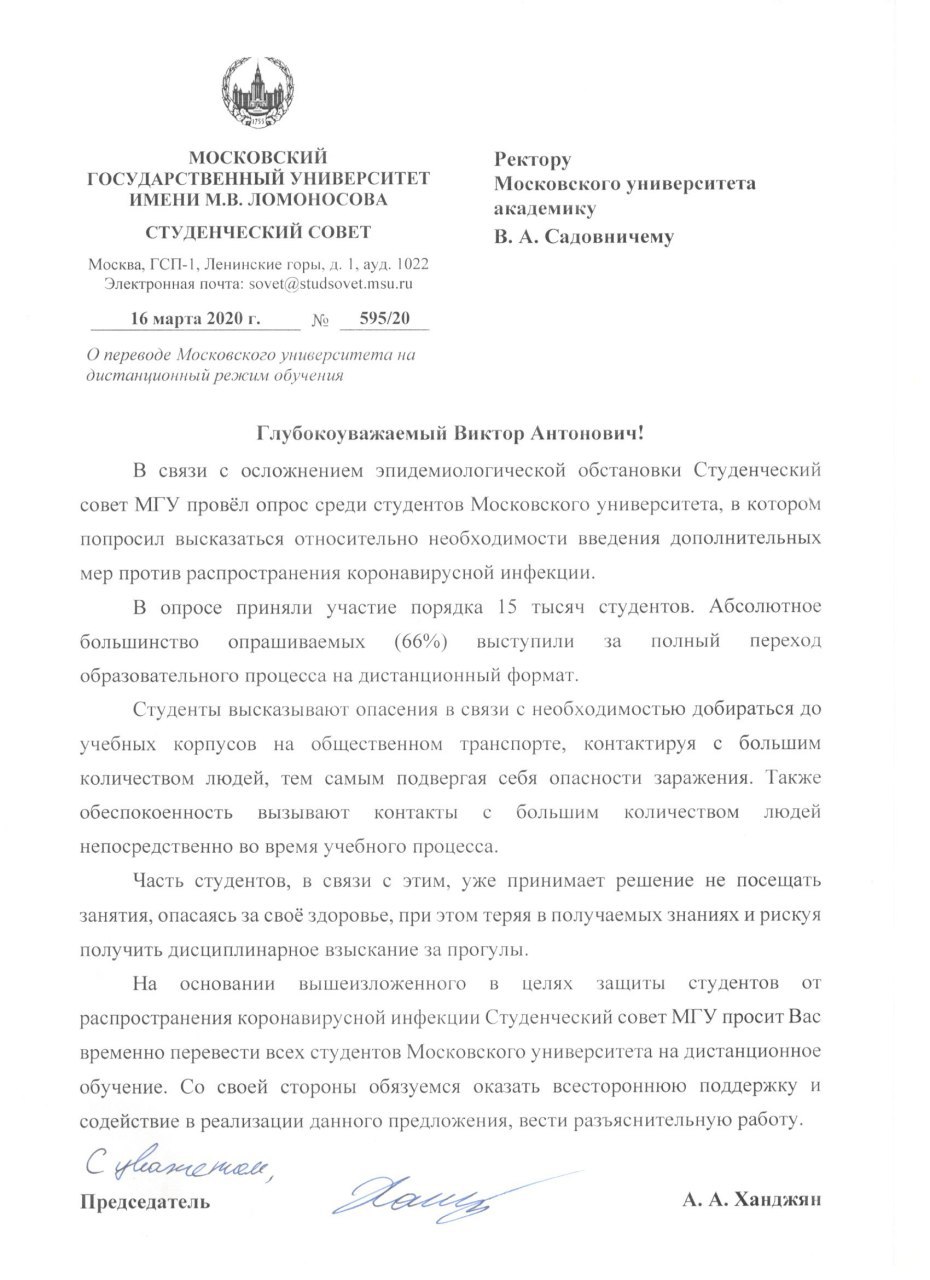 1755
МОСКОВСКИЙ
ГОСУДАРСТВЕННЫЙ УНИВЕРСИТЕТ
ИМЕНИ М.В. ЛОМОНОСОВА
СТУДЕНЧЕСКИЙ СОВЕТ
Москва, ГСП-1, Ленинские горы, д. 1, ауд. 1022
Электронная почта: sovet@studsovet.msu.ru
16 марта 2020 г. № 595/20
О переводе Московского университета на
дистанционный режим обучения
Ректору
Московского университета
академику
В. А. Садовничему
Глубокоуважаемый Виктор Антонович!
В связи с осложнением эпидемиологической обстановки Студенческий
совет МГУ провёл опрос среди студентов Московского университета, в котором
попросил высказаться относительно необходимости введения дополнительных
мер против распространения коронавирусной инфекции.
В опросе приняли участие порядка 15 тысяч студентов. Абсолютное
большинство опрашиваемых (66%) выступили за полный переход
образовательного процесса на дистанционный формат.
Студенты высказывают опасения в связи с необходимостью добираться до
учебных корпусов на общественном транспорте, контактируя с большим
количеством людей, тем самым подвергая себя опасности заражения. Также
обеспокоенность вызывают контакты с большим количеством людей
непосредственно во время учебного процесса.
Часть студентов, в связи с этим, уже принимает решение не посещать
занятия, опасаясь за своё здоровье, при этом теряя в получаемых знаниях и рискуя
получить дисциплинарное взыскание за прогулы.
На основании вышеизложенного в целях защиты студентов от
распространения коронавирусной инфекции Студенческий совет МГУ просит Вас
временно перевести всех студентов Московского университета на дистанционное
обучение. Со своей стороны обязуемся оказать всестороннюю поддержку и
содействие в реализации данного предложения, вести разъяснительную работу.
С уважением,
Председатель
А. А. Ханджян